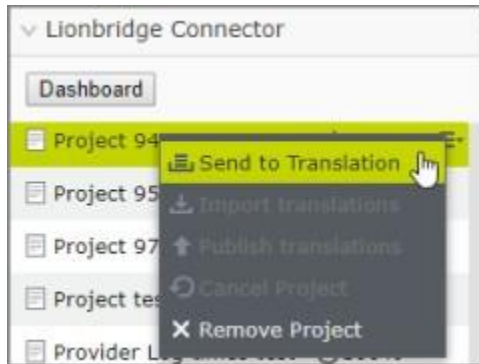 Lionbridge Connector
Dashboard
Project 94
Send to Translation
Project 95
Import translations
Publish translations
Project 97
Cancel Project
Project tes
Remove Project
Provider